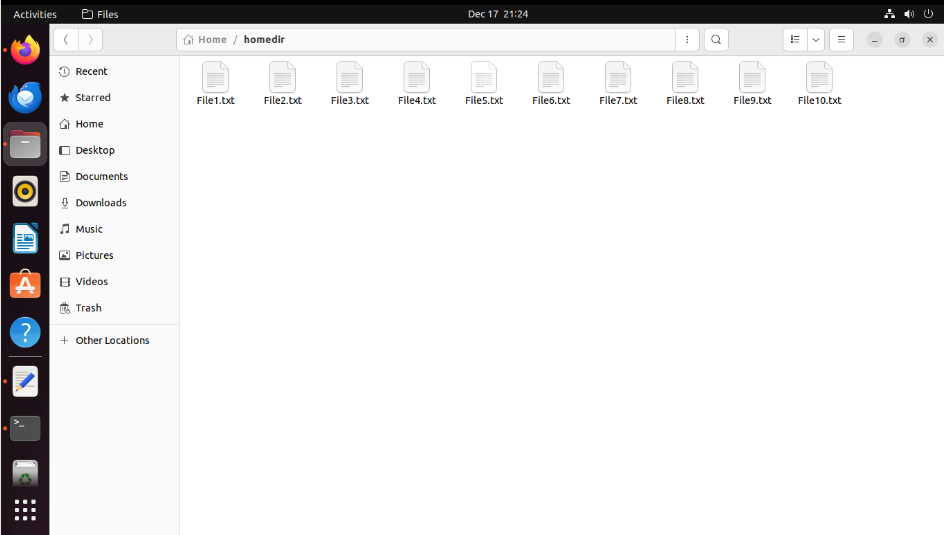 Activities Files Dec 17 21:24
Home / homedir
Recent
Starred
Home
Desktop
Documents
Downloads
Music
Pictures
Videos
Trash
Other Locations
File1.txt File2.txt File3.txt File4.txt File5.txt File6.txt File7.txt File8.txt File9.txt File10.txt